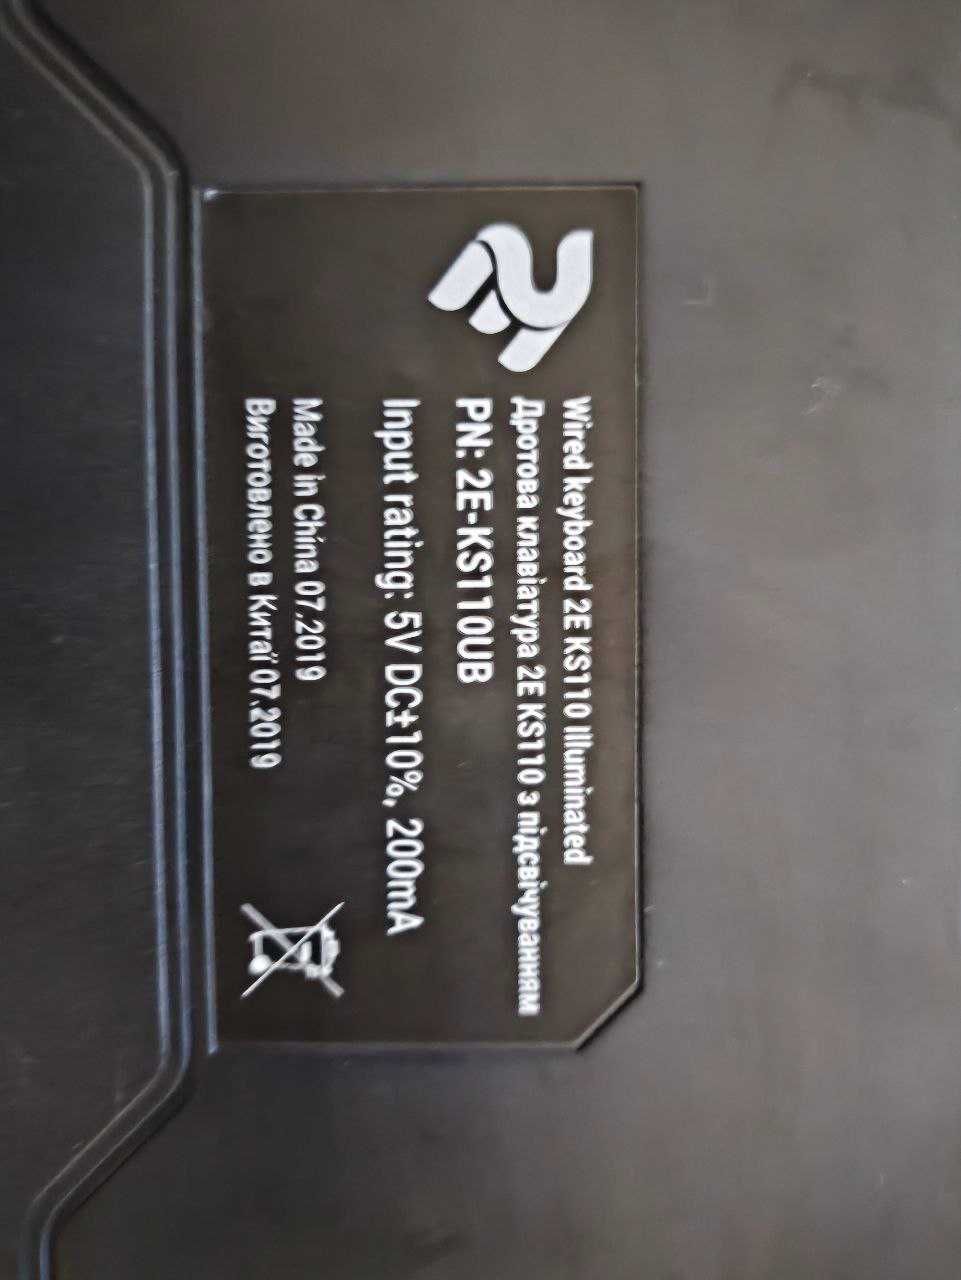 Wired keyboard 2E KS110 Illuminated
Дротова клавіатура 2E KS110 з підсвічуванням
PN: 2E-KS110UB
Input rating: 5V DC±10%, 200mA
Made in China 07.2019
Виготовлено в Китаї 07.2019